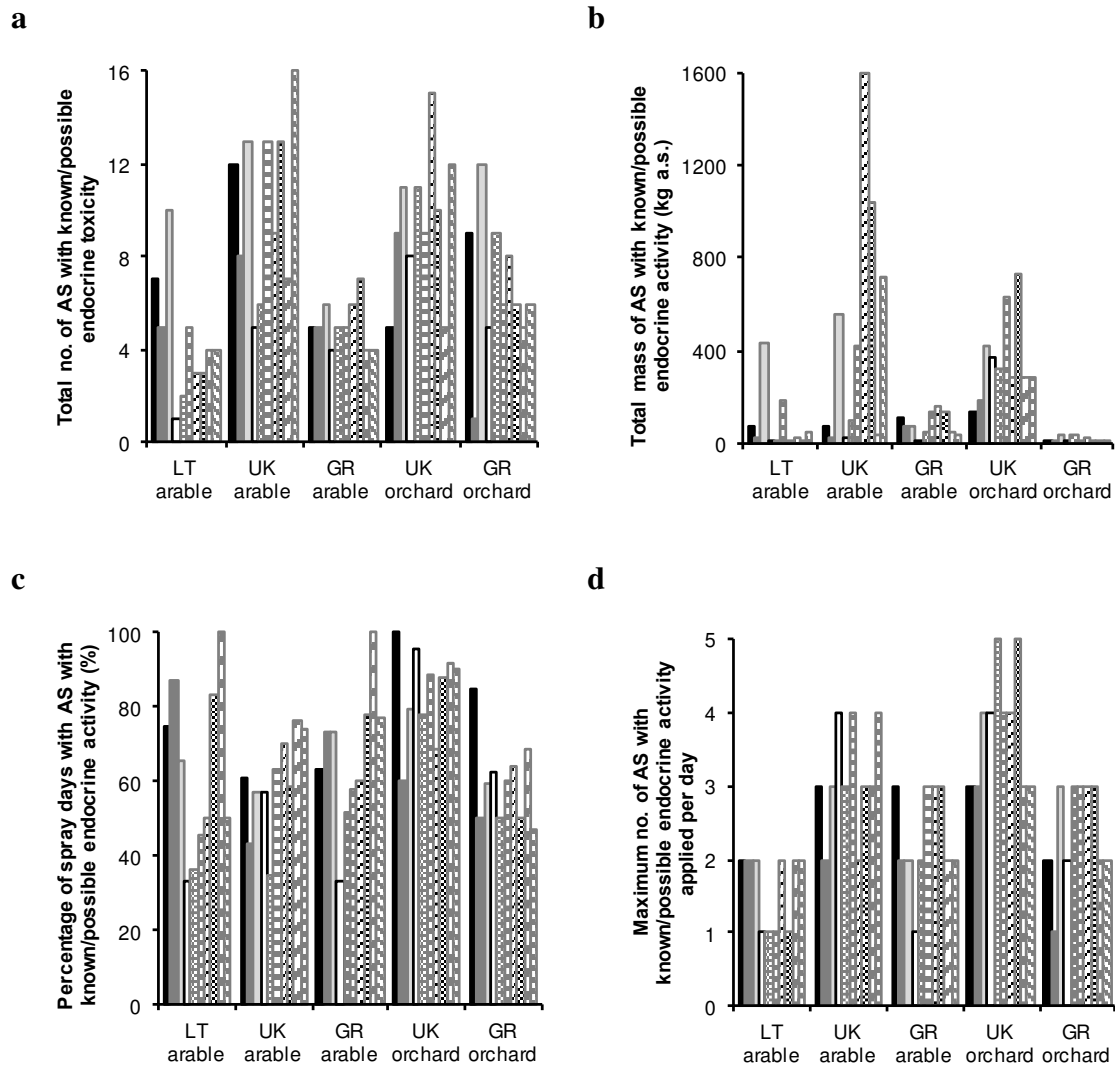 a
Total no. of AS with known/possible
endocrine toxicity
16
12
8
4
0
LT
arable
UK
arable
GR
arable
UK
orchard
GR
orchard
b
Total mass of AS with known/possible
endocrine activity (kg a.s.)
1600
1200
800
400
0
LT
arable
UK
arable
GR
arable
UK
orchard
GR
orchard
c
Percentage of spray days with AS with
known/possible endocrine activity (%)
100
80
60
40
20
0
LT
arable
UK
arable
GR
arable
UK
orchard
GR
orchard
d
Maximum no. of AS with
known/possible endocrine activity
applied per day
5
4
3
2
1
0
LT
arable
UK
arable
GR
arable
UK
orchard
GR
orchard